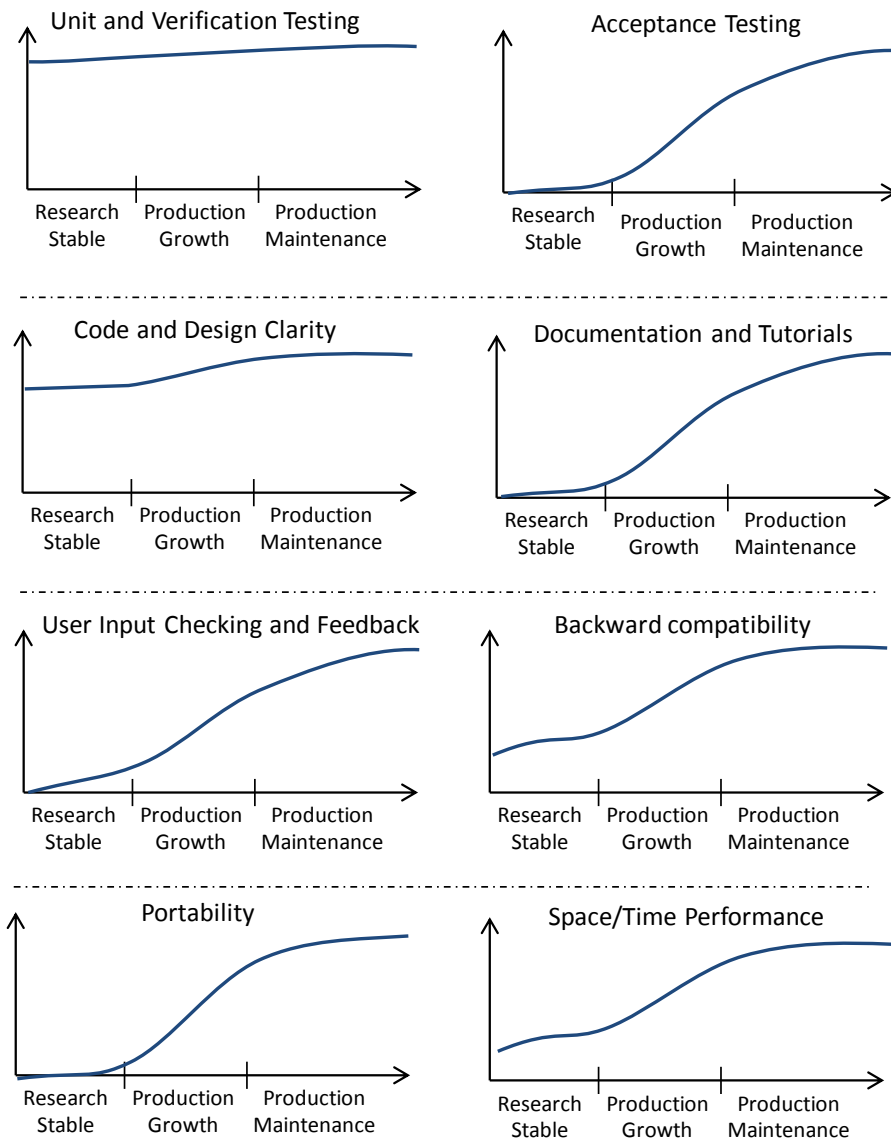 Unit and Verification Testing
Research Production Production
Stable Growth Maintenance
Acceptance Testing
Research Production Production
Stable Growth Maintenance
Code and Design Clarity
Research Production Production
Stable Growth Maintenance
Documentation and Tutorials
Research Production Production
Stable Growth Maintenance
User Input Checking and Feedback
Research Production Production
Stable Growth Maintenance
Backward compatibility
Research Production Production
Stable Growth Maintenance
Portability
Research Production Production
Stable Growth Maintenance
Space/Time Performance
Research Production Production
Stable Growth Maintenance